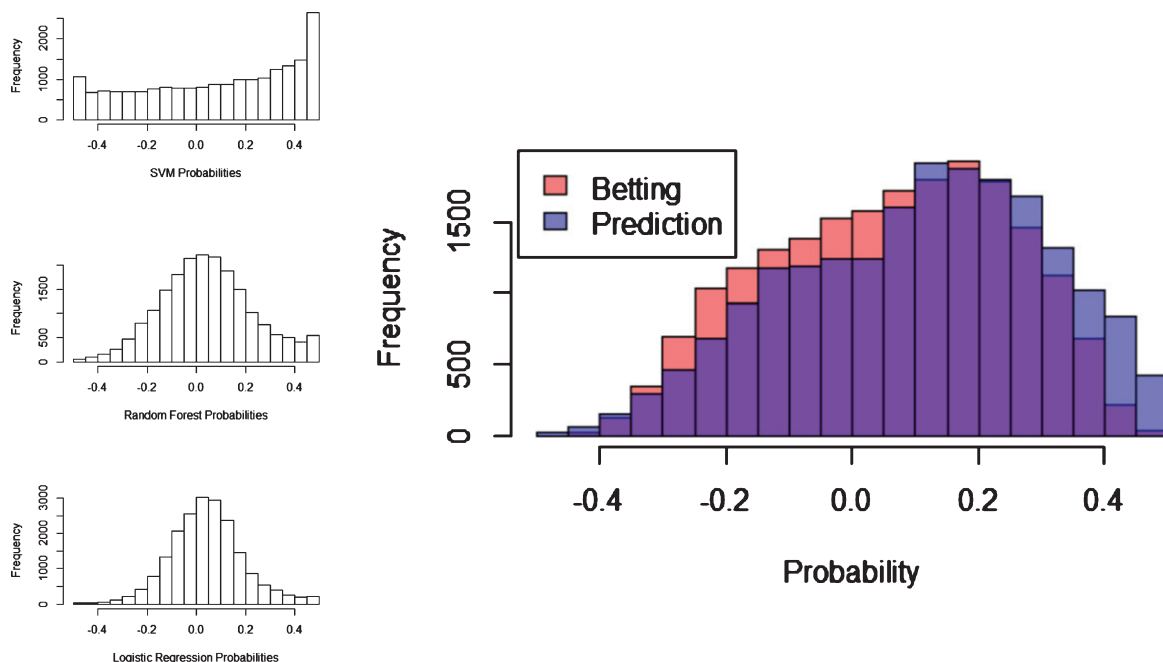 Frequency
2000
1000
0
-0.4 -0.2 0.0 0.2 0.4
SVM Probabilities
Frequency
1500
500
0
-0.4 -0.2 0.0 0.2 0.4
Random Forest Probabilities
Frequency
3000
2000
1000
0
-0.4 -0.2 0.0 0.2 0.4
Logistic Regression Probabilities
Betting
Prediction
Frequency
1500
500
0
-0.4 -0.2 0.0 0.2 0.4
Probability